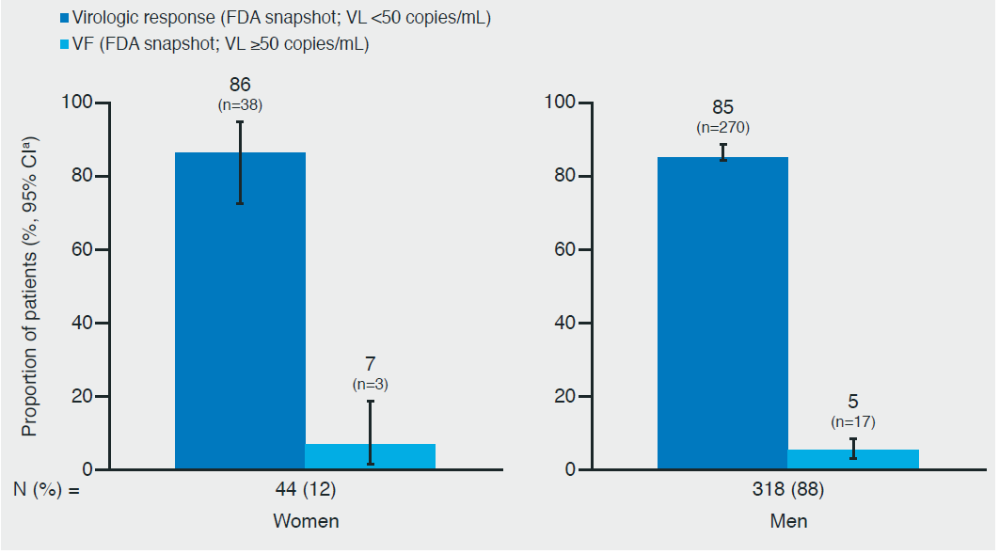 Virologic response (FDA snapshot; VL <50 copies/mL)
VF (FDA snapshot; VL ≥50 copies/mL)
Proportion of patients (%, 95% CIᵃ)
100
80
60
40
20
0
86
(n=38)
7
(n=3)
100
80
60
40
20
0
85
(n=270)
5
(n=17)
N (%) =
44 (12)
318 (88)
Women
Men